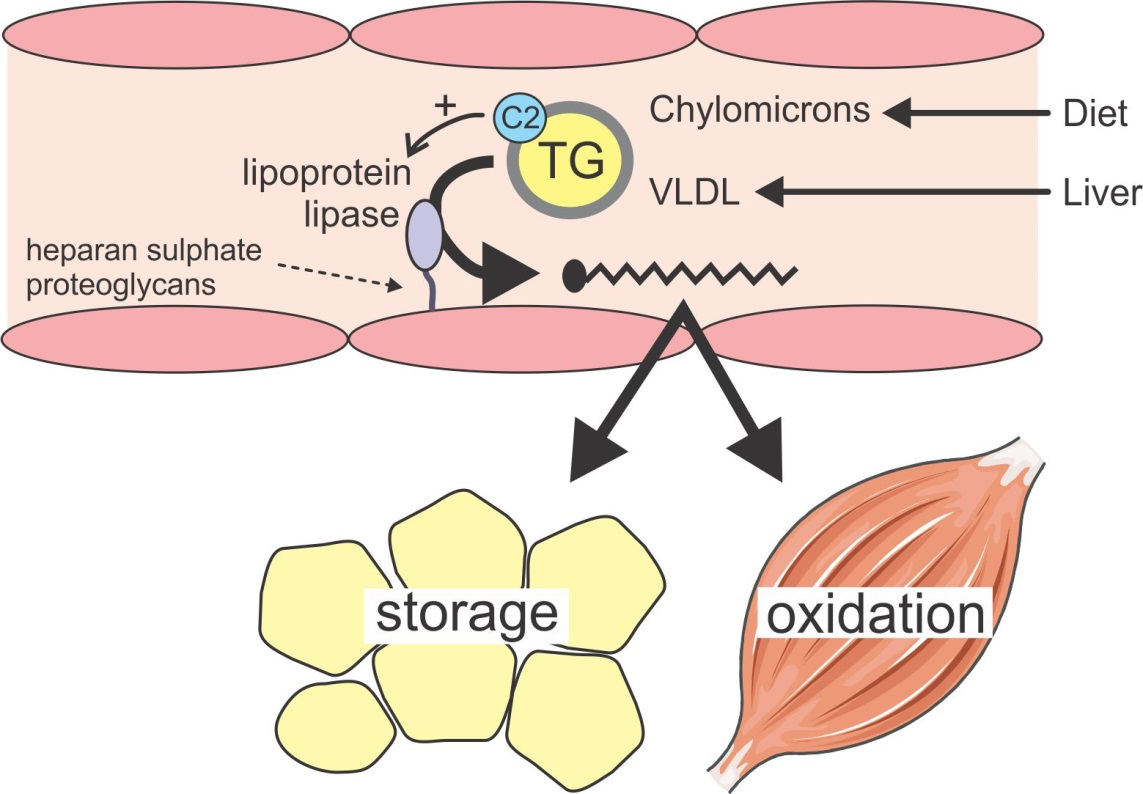 +
C2
TG
Chylomicrons
Diet
lipoprotein
lipase
VLDL
Liver
heparan sulphate
proteoglycans
storage
oxidation